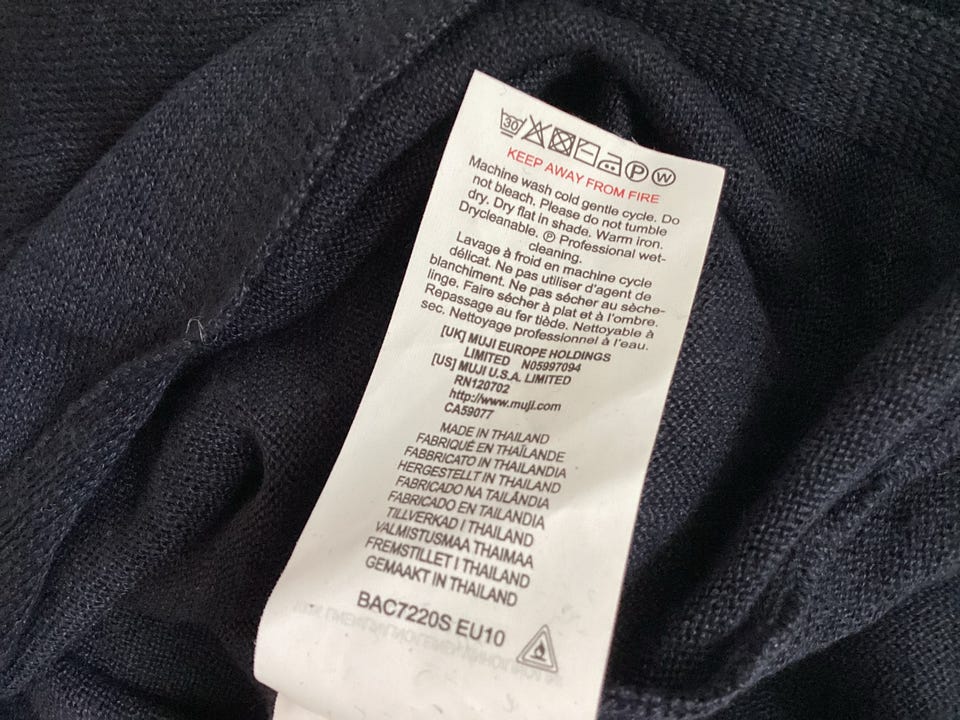 30 P W
KEEP AWAY FROM FIRE
Machine wash cold gentle cycle. Do
not bleach. Please do not tumble
dry. Dry flat in shade. Warm iron.
Drycleanable. Ⓟ Professional wet-
cleaning.
Lavage à froid en machine cycle
délicat. Ne pas utiliser d'agent de
blanchiment. Ne pas sécher au sèche-
linge. Faire sécher à plat et à l'ombre.
Repassage au fer tiède. Nettoyable à
sec. Nettoyage professionnel à l'eau.
[UK] MUJI EUROPE HOLDINGS
LIMITED N05997094
[US] MUJI U.S.A. LIMITED
RN120702
http://www.muji.com
CA59077
MADE IN THAILAND
FABRIQUÉ EN THAÏLANDE
FABBRICATO IN THAILANDIA
HERGESTELLT IN THAILAND
FABRICADO NA TAILÂNDIA
FABRICADO EN TAILANDIA
TILLVERKAD I THAILAND
VALMISTUSMAA THAIMAA
FREMSTILLET I THAILAND
GEMAAKT IN THAILAND
BAC7220S EU10